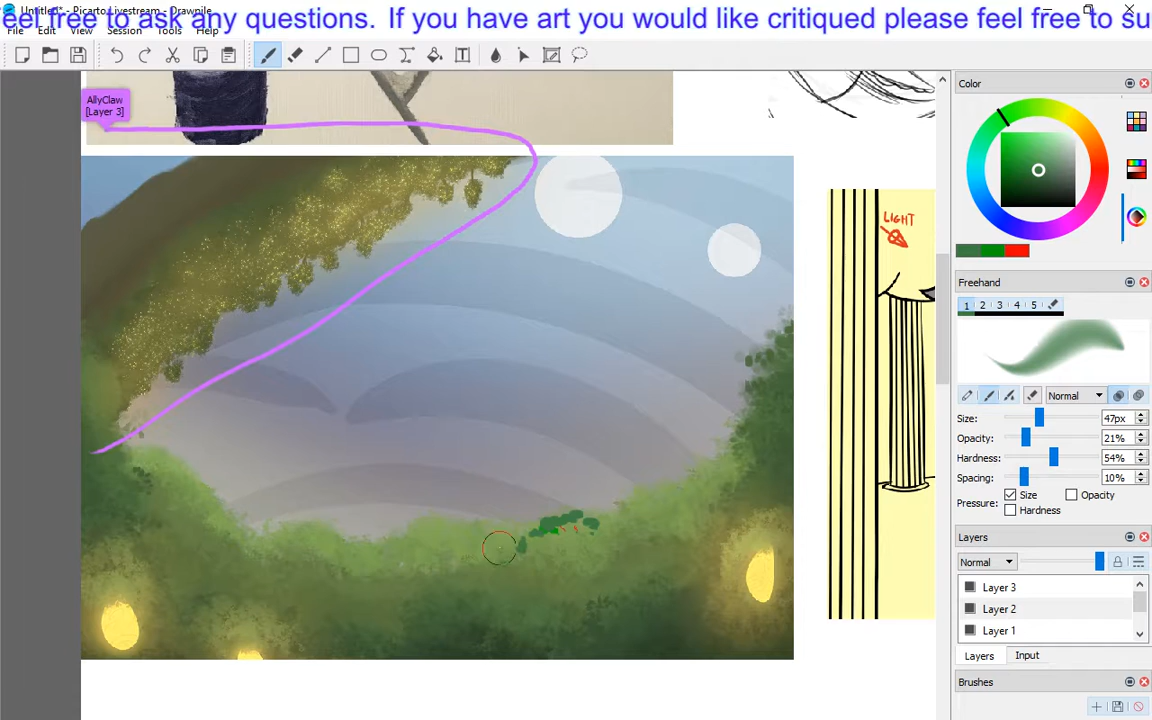 Untitled* - Picarto Livestream - Drawpile
eel free to ask any questions. If you have art you would like critiqued please feel free to su
File Edit View Session Tools Help
AllyClaw
[Layer 3]
LIGHT
Color
Freehand
1 2 3 4 5
Normal
Size: 47px
Opacity: 21%
Hardness: 54%
Spacing: 10%
Pressure: Size Opacity
Hardness
Layers
Normal
Layer 3
Layer 2
Layer 1
Layers Input
Brushes